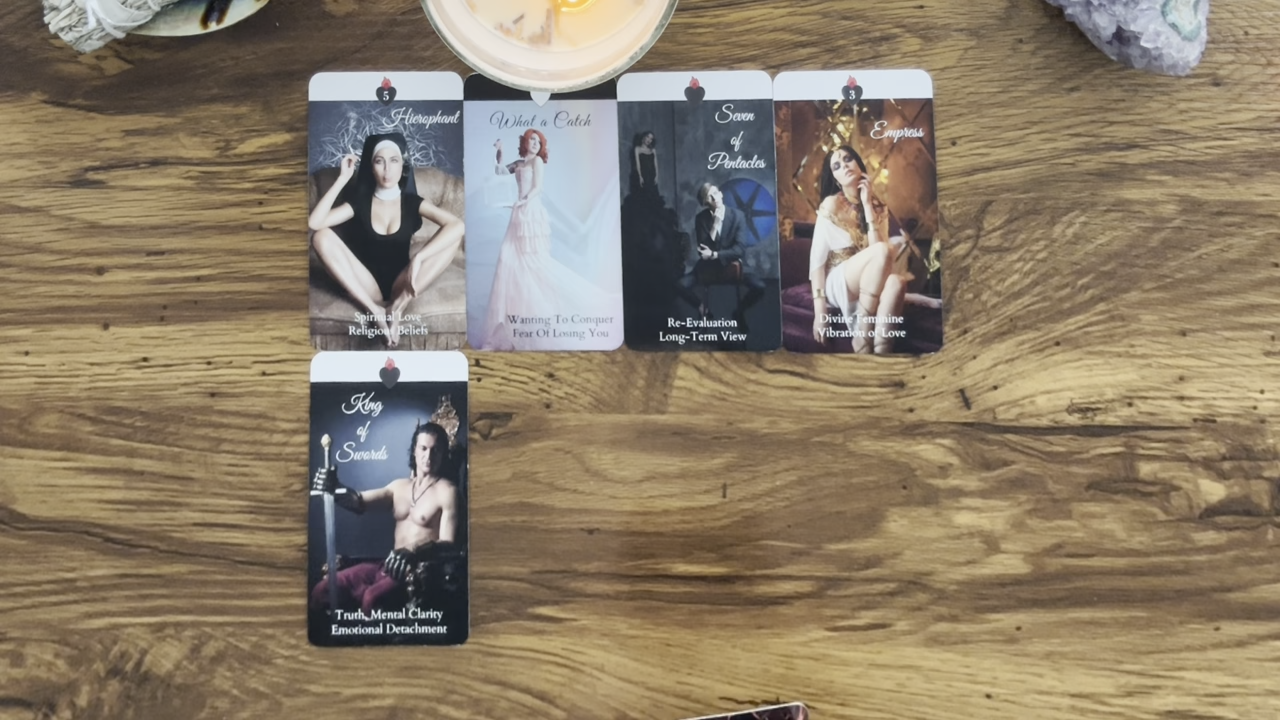 5
Hierophant
Spiritual Love
Religious Beliefs
What a Catch
Wanting To Conquer
Fear Of Losing You
Seven
of
Pentacles
Re-Evaluation
Long-Term View
3
Empress
Divine Feminine
Vibration of Love
King
of
Swords
Truth, Mental Clarity
Emotional Detachment